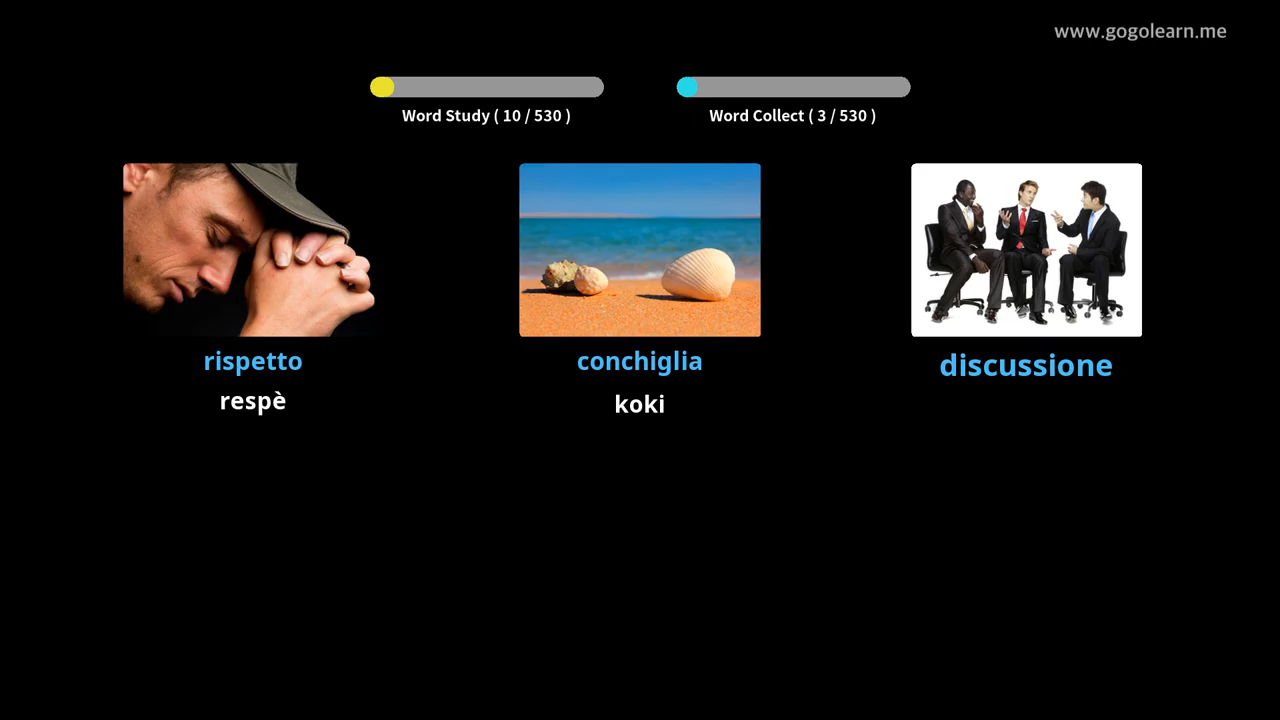 www.gogolearn.me
Word Study ( 10 / 530 )
Word Collect ( 3 / 530 )
rispetto
respè
conchiglia
koki
discussione